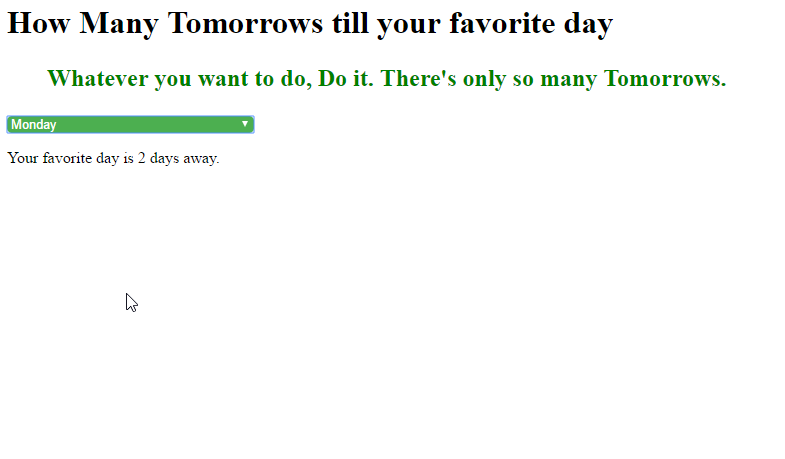 How Many Tomorrows till your favorite day
Whatever you want to do, Do it. There's only so many Tomorrows.
Monday
Your favorite day is 2 days away.